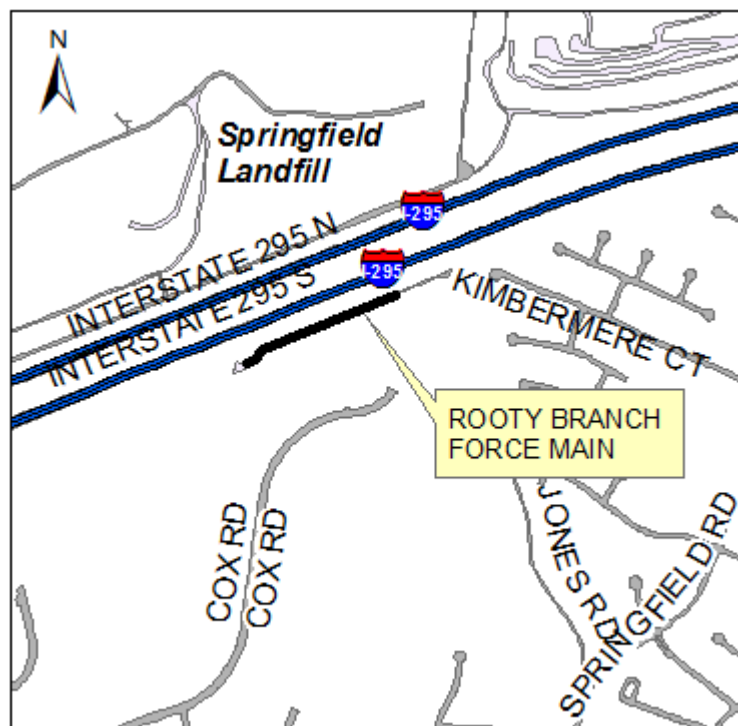 N
Springfield
Landfill
I-295
INTERSTATE 295 N
I-295
INTERSTATE 295 S
KIMBERMERE CT
ROOTY BRANCH
FORCE MAIN
COX RD
COX RD
JONES RD
SPRINGFIELD RD